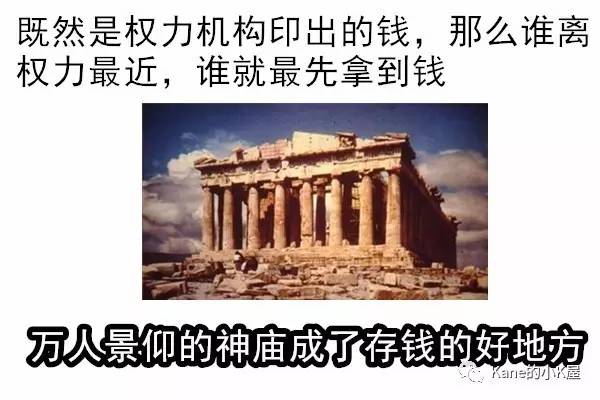 既然是权力机构印出的钱，那么谁离
权力最近，谁就最先拿到钱
万人景仰的神庙成了存钱的好地方
Kane的小K屋